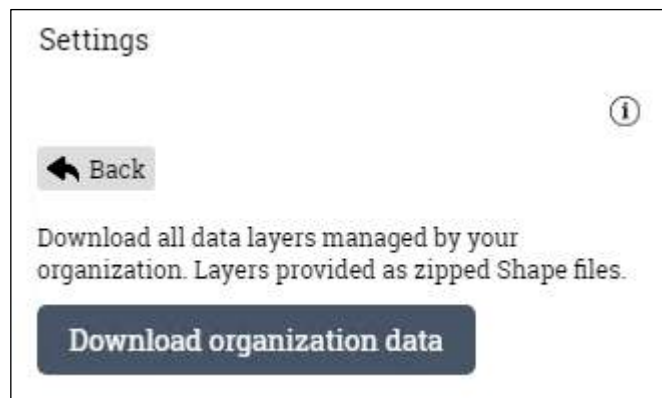 Settings
Back
Download all data layers managed by your
organization. Layers provided as zipped Shape files.
Download organization data